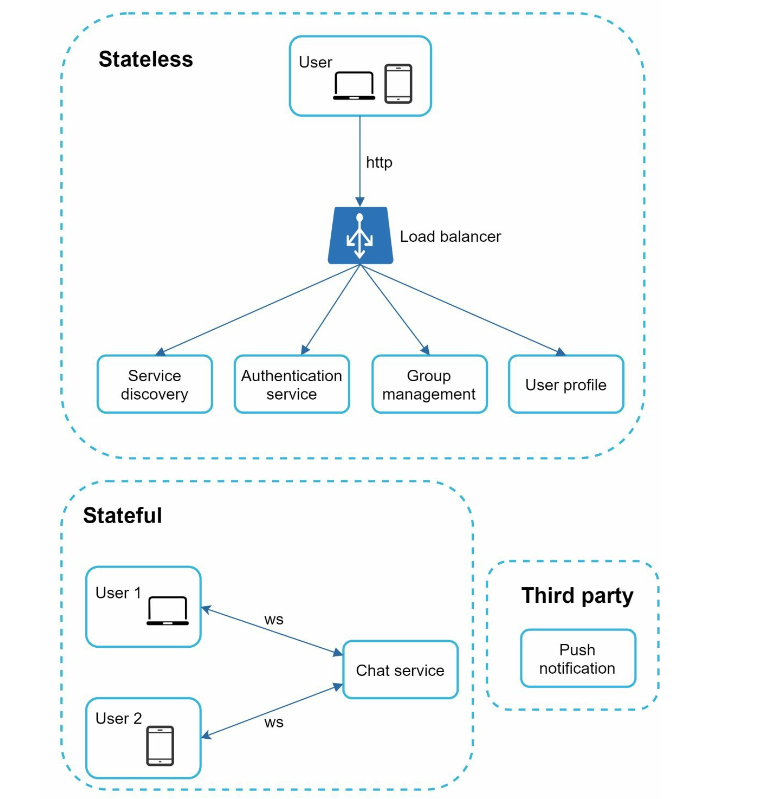 Stateless
User
http
Load balancer
Service
discovery
Authentication
service
Group
management
User profile
Stateful
User 1
ws
Chat service
User 2
ws
Third party
Push
notification